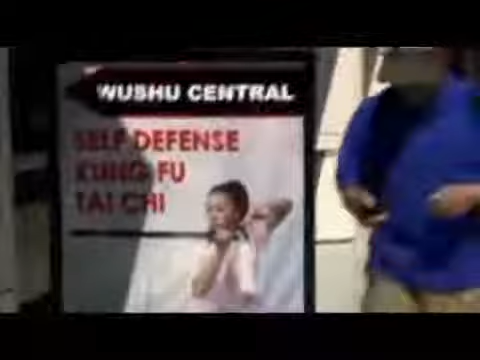 WUSHU CENTRAL
SELF DEFENSE
KUNG FU
TAI CHI